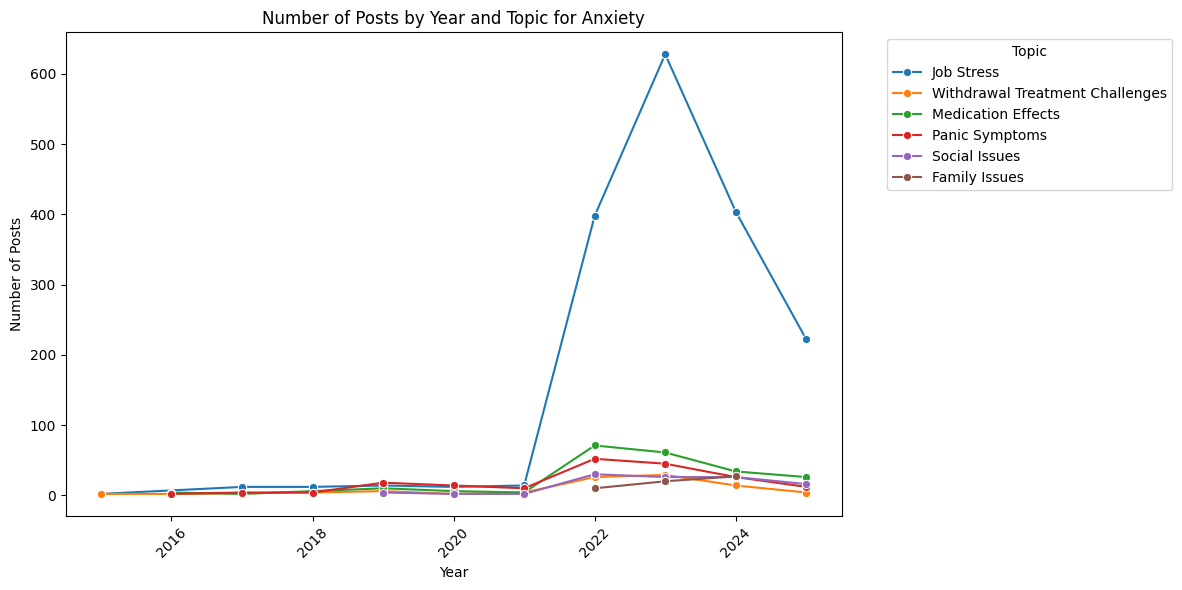 Number of Posts by Year and Topic for Anxiety
Topic
Job Stress
Withdrawal Treatment Challenges
Medication Effects
Panic Symptoms
Social Issues
Family Issues
Number of Posts
600
500
400
300
200
100
0
2016
2018
2020
2022
2024
Year